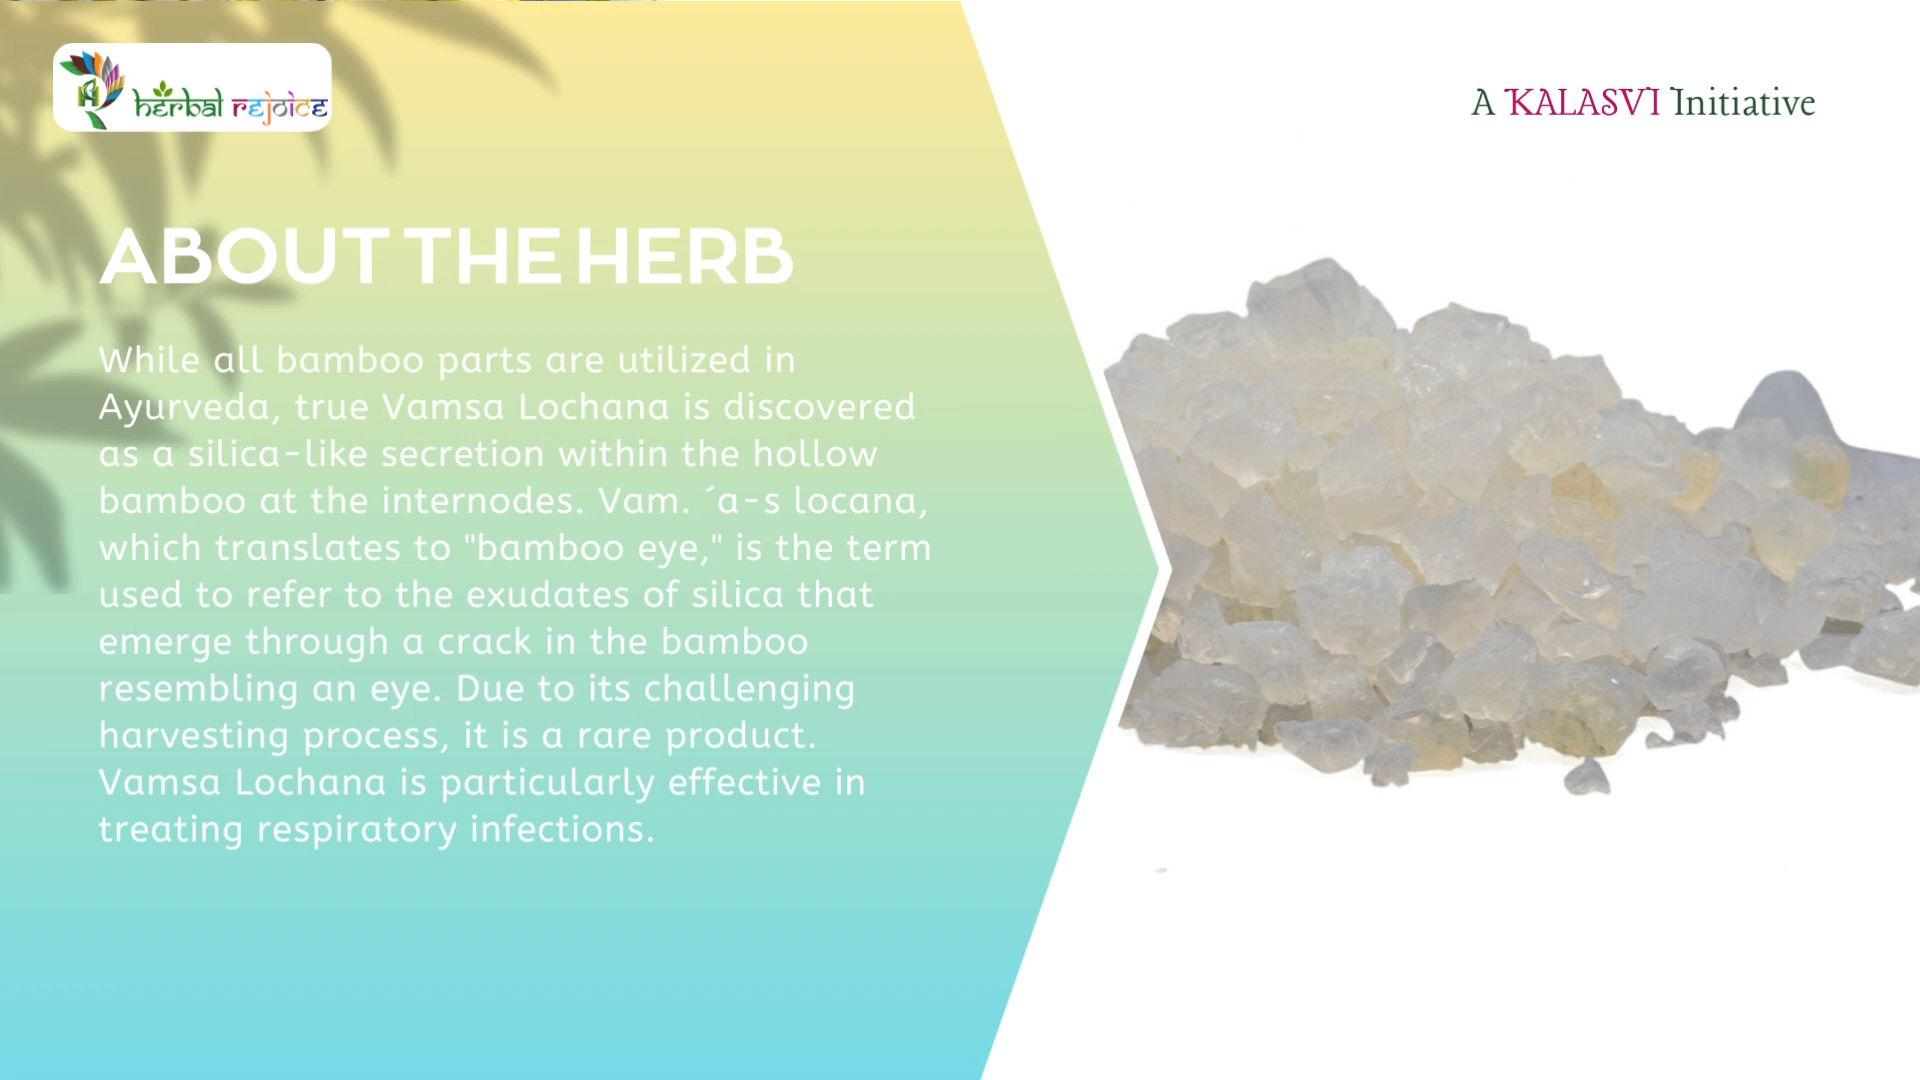 herbal rejoice
A KALASVI Initiative
ABOUT THE HERB
While all bamboo parts are utilized in
Ayurveda, true Vamsa Lochana is discovered
as a silica-like secretion within the hollow
bamboo at the internodes. Vam. ´a-s locana,
which translates to "bamboo eye," is the term
used to refer to the exudates of silica that
emerge through a crack in the bamboo
resembling an eye. Due to its challenging
harvesting process, it is a rare product.
Vamsa Lochana is particularly effective in
treating respiratory infections.